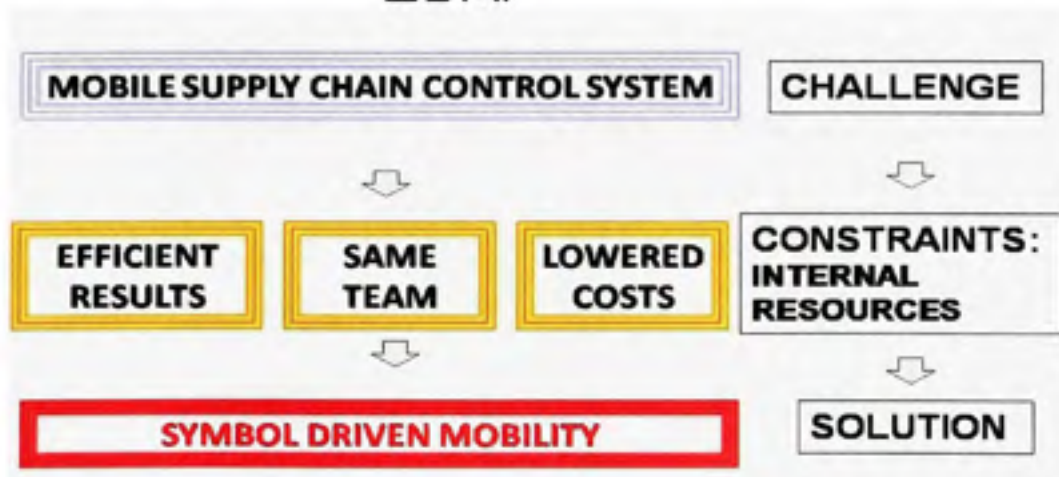 MOBILE SUPPLY CHAIN CONTROL SYSTEM
CHALLENGE
EFFICIENT
RESULTS
SAME
TEAM
LOWERED
COSTS
CONSTRAINTS:
INTERNAL
RESOURCES
SYMBOL DRIVEN MOBILITY
SOLUTION